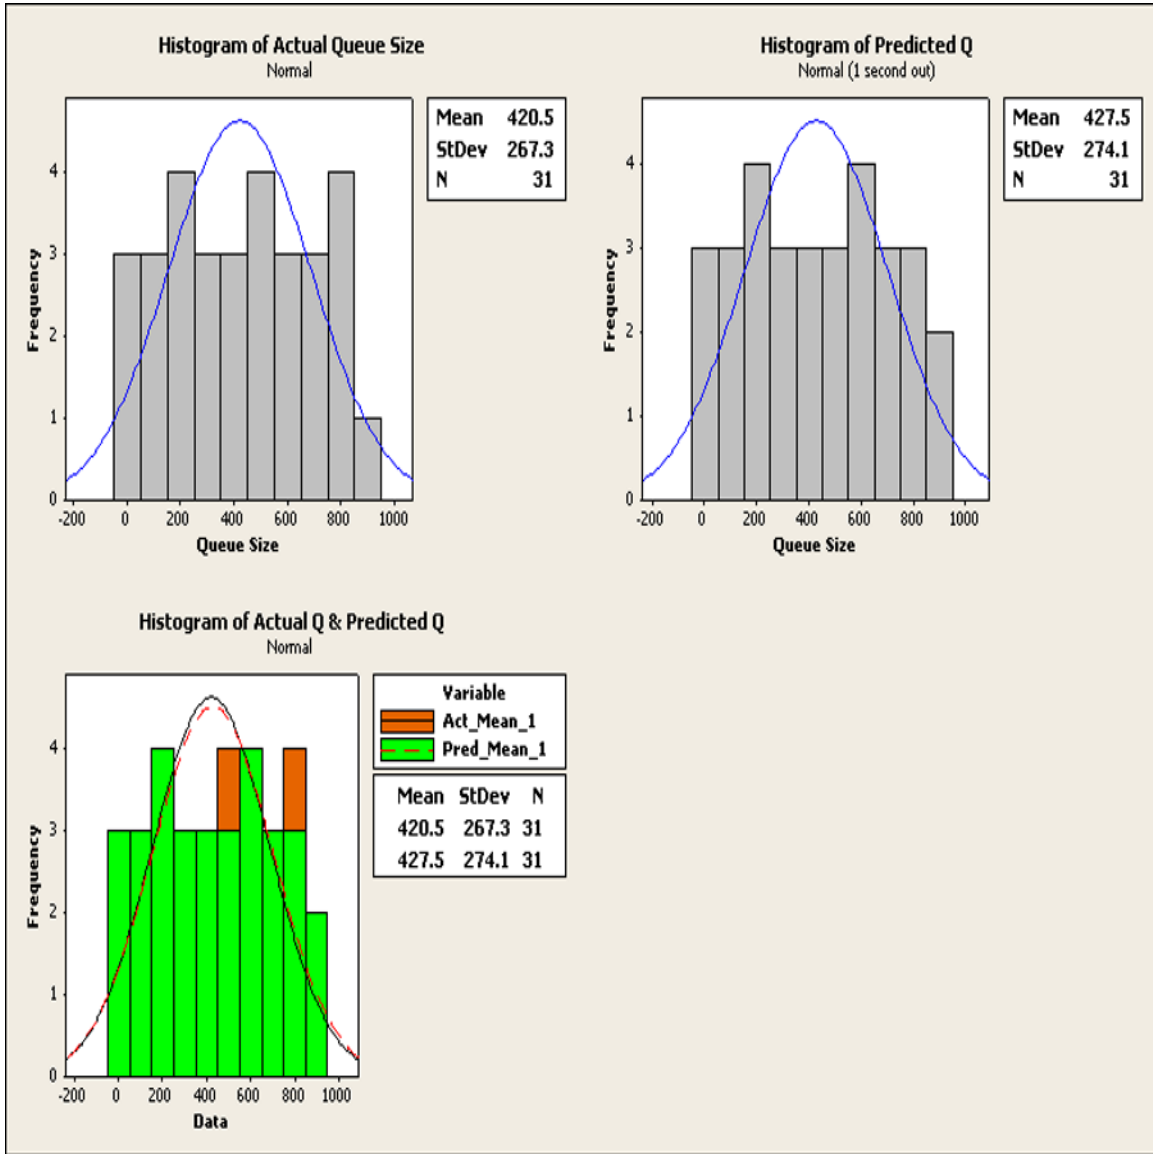 Histogram of Actual Queue Size
Normal
Mean 420.5
StDev 267.3
N 31
Frequency
4
3
2
1
0
-200 0 200 400 600 800 1000
Queue Size
Histogram of Predicted Q
Normal (1 second out)
Mean 427.5
StDev 274.1
N 31
Frequency
4
3
2
1
0
-200 0 200 400 600 800 1000
Queue Size
Histogram of Actual Q & Predicted Q
Normal
Variable
Act_Mean_1
Pred_Mean_1
Mean StDev N
420.5 267.3 31
427.5 274.1 31
Frequency
4
3
2
1
0
-200 0 200 400 600 800 1000
Data